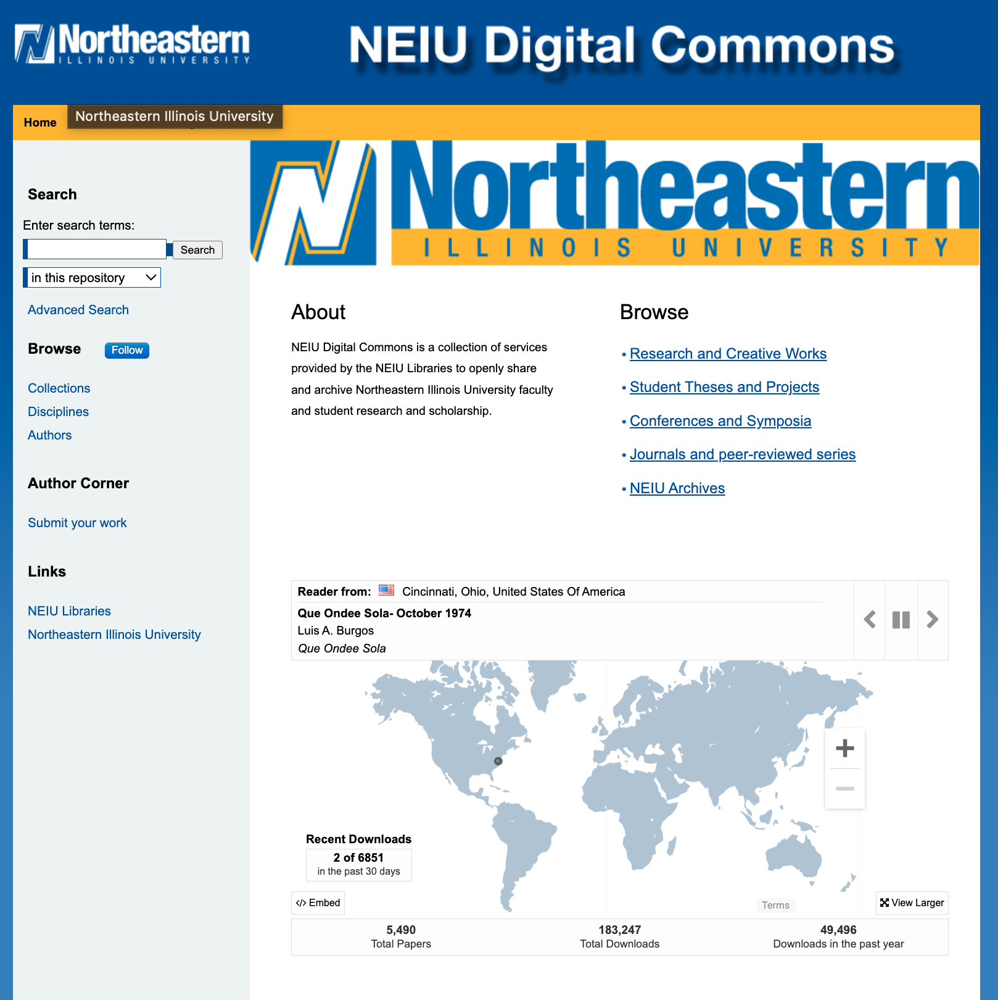 Northeastern
ILLINOIS UNIVERSITY
NEIU Digital Commons
Home
Northeastern Illinois University
Northeastern
ILLINOIS UNIVERSITY
Search
Enter search terms:
Search
in this repository
Advanced Search
Browse
Follow
Collections
Disciplines
Authors
Author Corner
Submit your work
Links
NEIU Libraries
Northeastern Illinois University
About
NEIU Digital Commons is a collection of services
provided by the NEIU Libraries to openly share
and archive Northeastern Illinois University faculty
and student research and scholarship.
Browse
• Research and Creative Works
• Student Theses and Projects
• Conferences and Symposia
• Journals and peer-reviewed series
• NEIU Archives
Reader from: Cincinnati, Ohio, United States Of America
Que Ondee Sola- October 1974
Luis A. Burgos
Que Ondee Sola
Recent Downloads
2 of 6851
in the past 30 days
</> Embed
Terms
View Larger
5,490
Total Papers
183,247
Total Downloads
49,496
Downloads in the past year